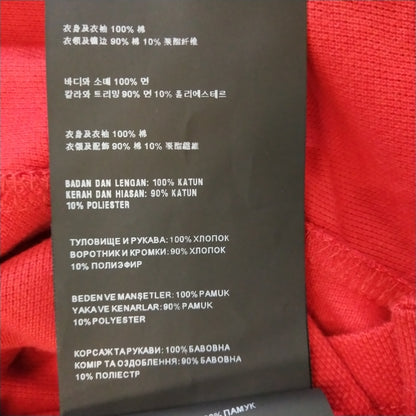 衣身及衣袖 100% 棉
衣领及镶边 90% 棉 10% 聚酯纤维
바디와 소매 100% 면
칼라와 트리밍 90% 면 10% 폴리에스테르
衣身及衣袖 100% 棉
衣領及配飾 90% 棉 10% 聚酯纖維
BADAN DAN LENGAN: 100% KATUN
KERAH DAN HIASAN: 90% KATUN
10% POLIESTER
ТУЛОВИЩЕ И РУКАВА: 100% ХЛОПОК
ВОРОТНИК И КРОМКИ: 90% ХЛОПОК
10% ПОЛИЭФИР
BEDEN VE MANŞETLER: 100% PAMUK
YAKA VE KENARLAR: 90% PAMUK
10% POLYESTER
КОРСАЖ ТА РУКАВИ: 100% БАВОВНА
КОМІР ТА ОЗДОБЛЕННЯ: 90% БАВОВНА
10% ПОЛІЕСТР
ПАМУК